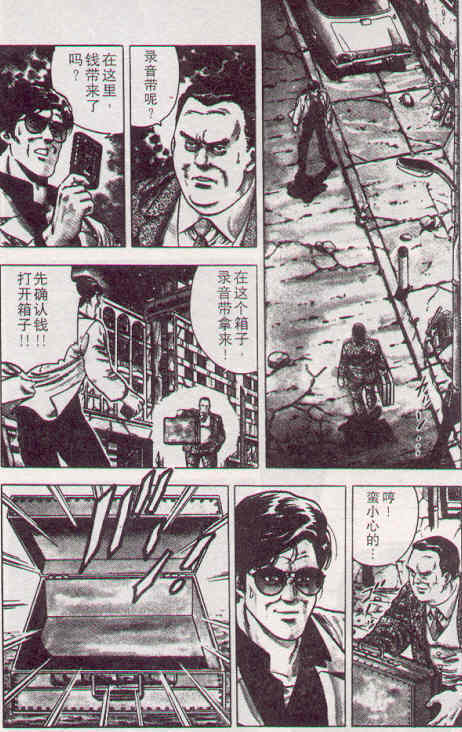 录音带呢？
在这里，
钱带来了
吗？
在这个箱子，
录音带拿来！
先确认钱!!
打开箱子!!
哼！
蛮小心的…